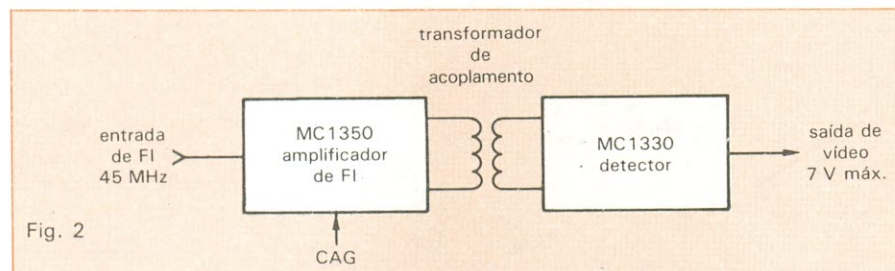 transformador
de
acoplamento
entrada
de FI
45 MHz
MC1350
amplificador
de FI
MC1330
detector
saída de
vídeo
7 V máx.
Fig. 2
CAG